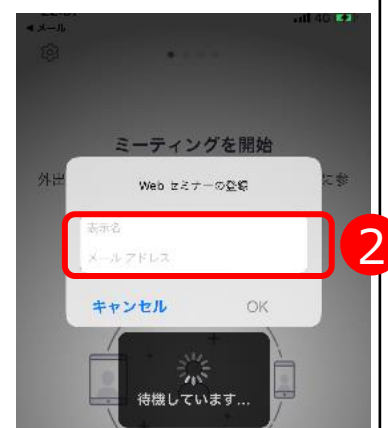 ◀ メール
4G
ミーティングを開始
外出
に参
Web セミナーの登録
表示名
メール アドレス
2
キャンセル
OK
待機しています...